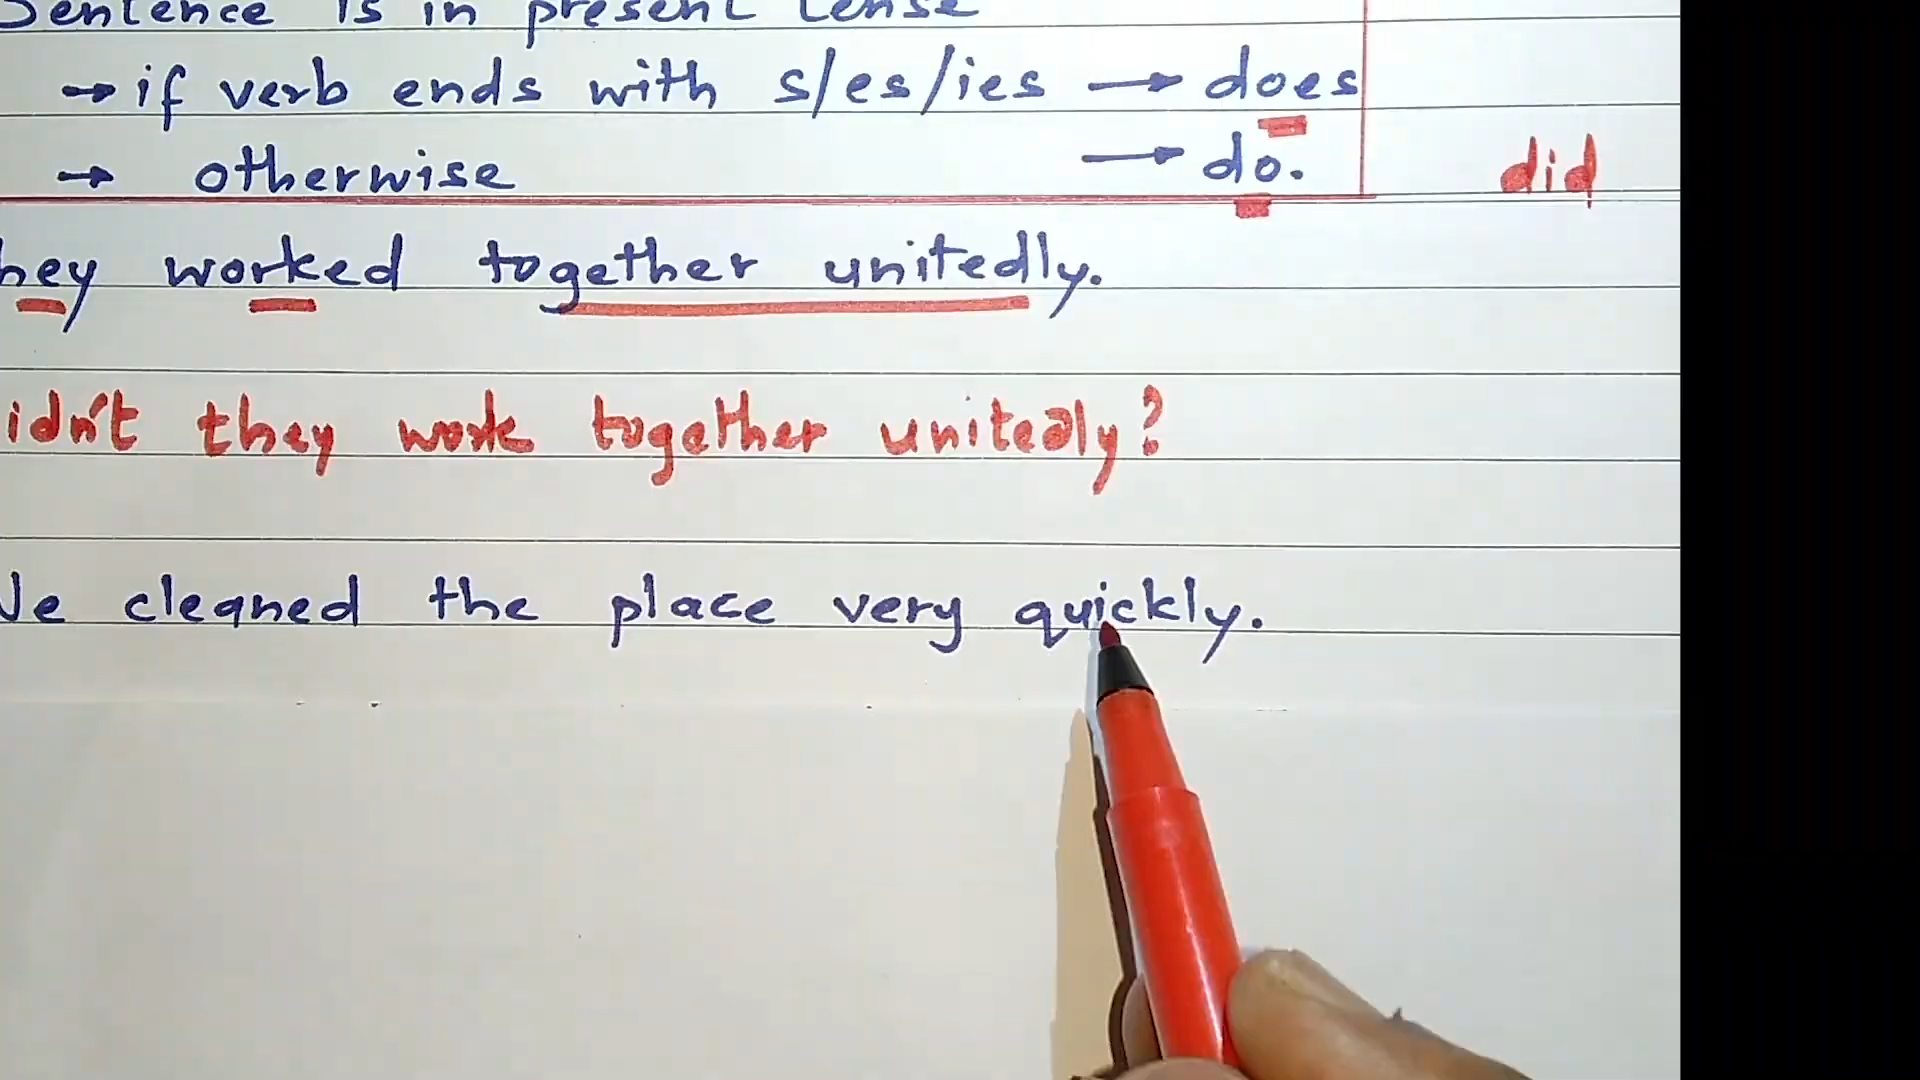 Sentence is in present tense
→ if verb ends with s/es/ies → does
→ otherwise → do. did
hey worked together unitedly.
idn't they work together unitedly?
We cleaned the place very quickly.